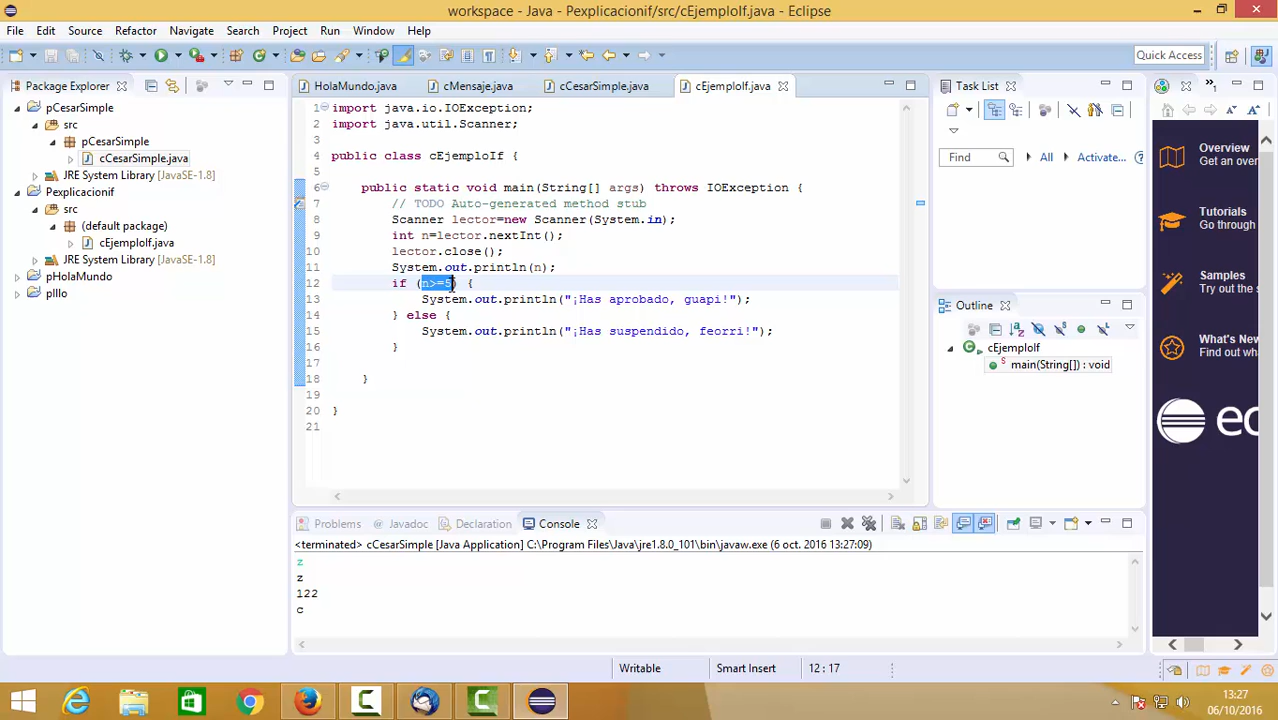 workspace - Java - Pexplicacionif/src/cEjemploIf.java - Eclipse
File Edit Source Refactor Navigate Search Project Run Window Help
Quick Access
Package Explorer
HolaMundo.java
cMensaje.java
cCesarSimple.java
cEjemploIf.java
Task List
pCesarSimple
src
pCesarSimple
cCesarSimple.java
JRE System Library [JavaSE-1.8]
Pexplicacionif
src
(default package)
cEjemploIf.java
JRE System Library [JavaSE-1.8]
pHolaMundo
1 import java.io.IOException;
2 import java.util.Scanner;
3
4 public class cEjemploIf {
5
6 public static void main(String[] args) throws IOException {
7 // TODO Auto-generated method stub
8 Scanner lector=new Scanner(System.in);
9 int n=lector.nextInt();
10 lector.close();
11 System.out.println(n);
12 if (n>=5) {
13 System.out.println("¡Has aprobado, guapi!");
14 } else {
15 System.out.println("¡Has suspendido, feorri!");
16 }
17
18 }
19
20 }
21
Find All Activate...
Outline
cEjemploIf
main(String[]) : void
Overview
Get an over
Tutorials
Go through
Samples
Try out the s
What's New
Find out wha
ec
Problems Javadoc Declaration Console
<terminated> cCesarSimple [Java Application] C:\Program Files\Java\jre1.8.0_101\bin\javaw.exe (6 oct. 2016 13:27:09)
z
z
122
c
Writable Smart Insert 12 : 17
13:27
06/10/2016